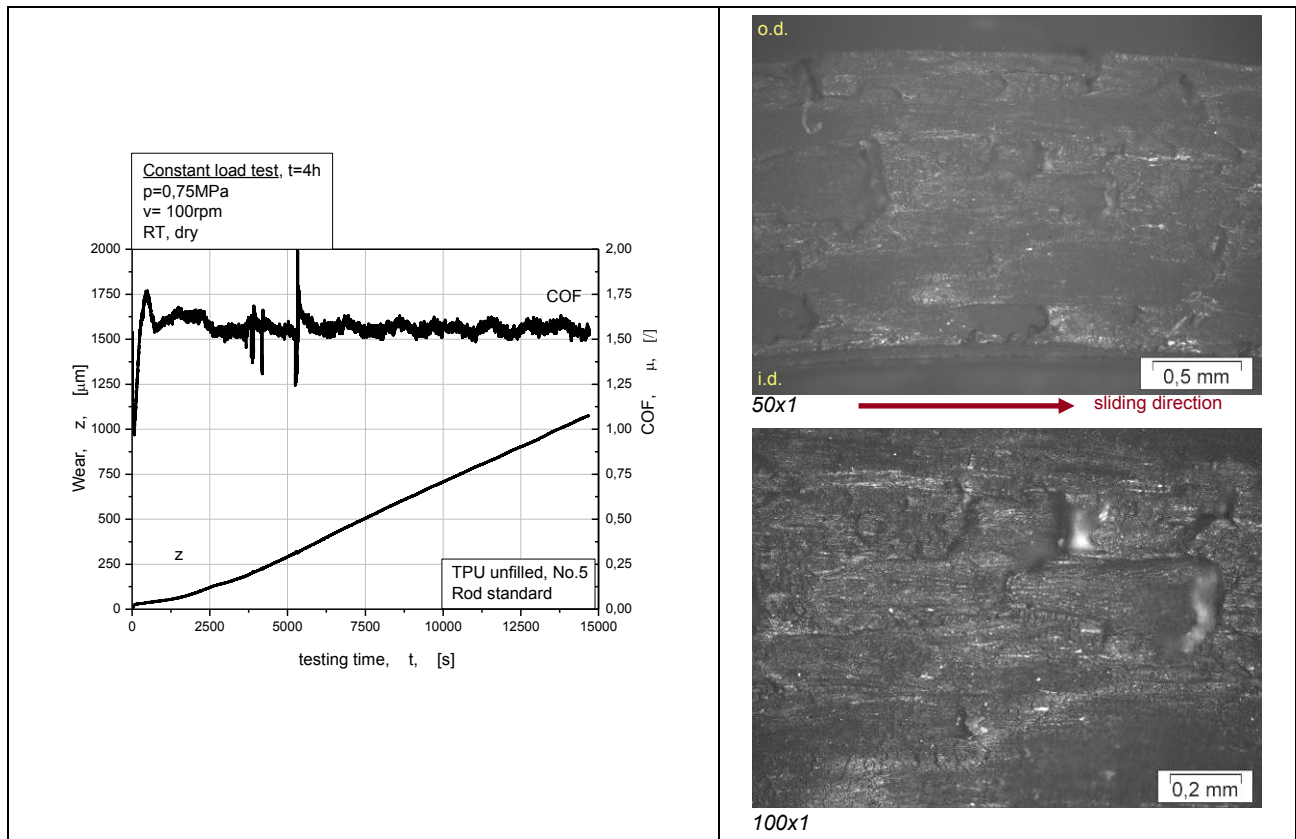 Constant load test, t=4h
p=0,75MPa
v= 100rpm
RT, dry
2000
1750
1500
1250
1000
750
500
250
0
Wear, z, [µm]
2,00
1,75
1,50
1,25
1,00
0,75
0,50
0,25
0,00
COF, µ, [/]
COF
z
TPU unfilled, No.5
Rod standard
0 2500 5000 7500 10000 12500 15000
testing time, t, [s]
o.d.
i.d.
0,5 mm
50x1
sliding direction
0,2 mm
100x1